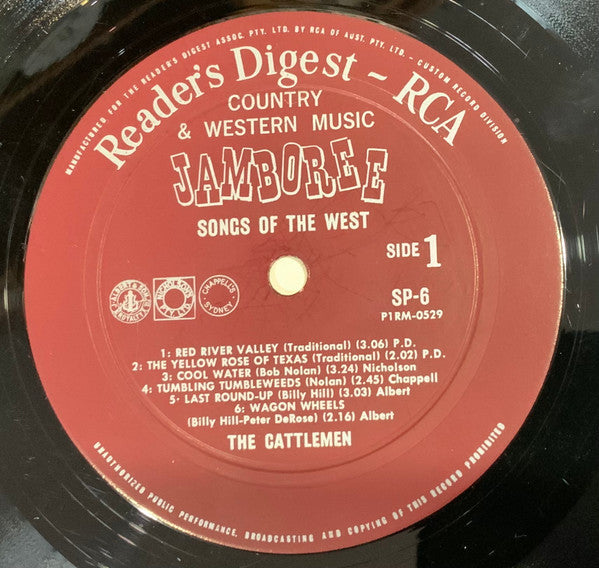 MANUFACTURED FOR THE READER'S DIGEST ASSOC. PTY. LTD. BY RCA OF AUST. PTY. LTD. - CUSTOM RECORD DIVISION
Reader's Digest ~ RCA
COUNTRY
& WESTERN MUSIC
JAMBOREE
SONGS OF THE WEST
SIDE 1
NICHOLSON
PTY LTD
CHAPPELL'S
SYDNEY
SP-6
P1RM-0529
1: RED RIVER VALLEY (Traditional) (3.06) P.D.
2: THE YELLOW ROSE OF TEXAS (Traditional) (2.02) P.D.
3: COOL WATER (Bob Nolan) (3.24) Nicholson
4: TUMBLING TUMBLEWEEDS (Nolan) (2.45) Chappell
5· LAST ROUND-UP (Billy Hill) (3.03) Albert
6: WAGON WHEELS
(Billy Hill-Peter DeRose) (2.16) Albert
THE CATTLEMEN
UNAUTHORIZED PUBLIC PERFORMANCE, BROADCASTING AND COPYING OF THIS RECORD PROHIBITED